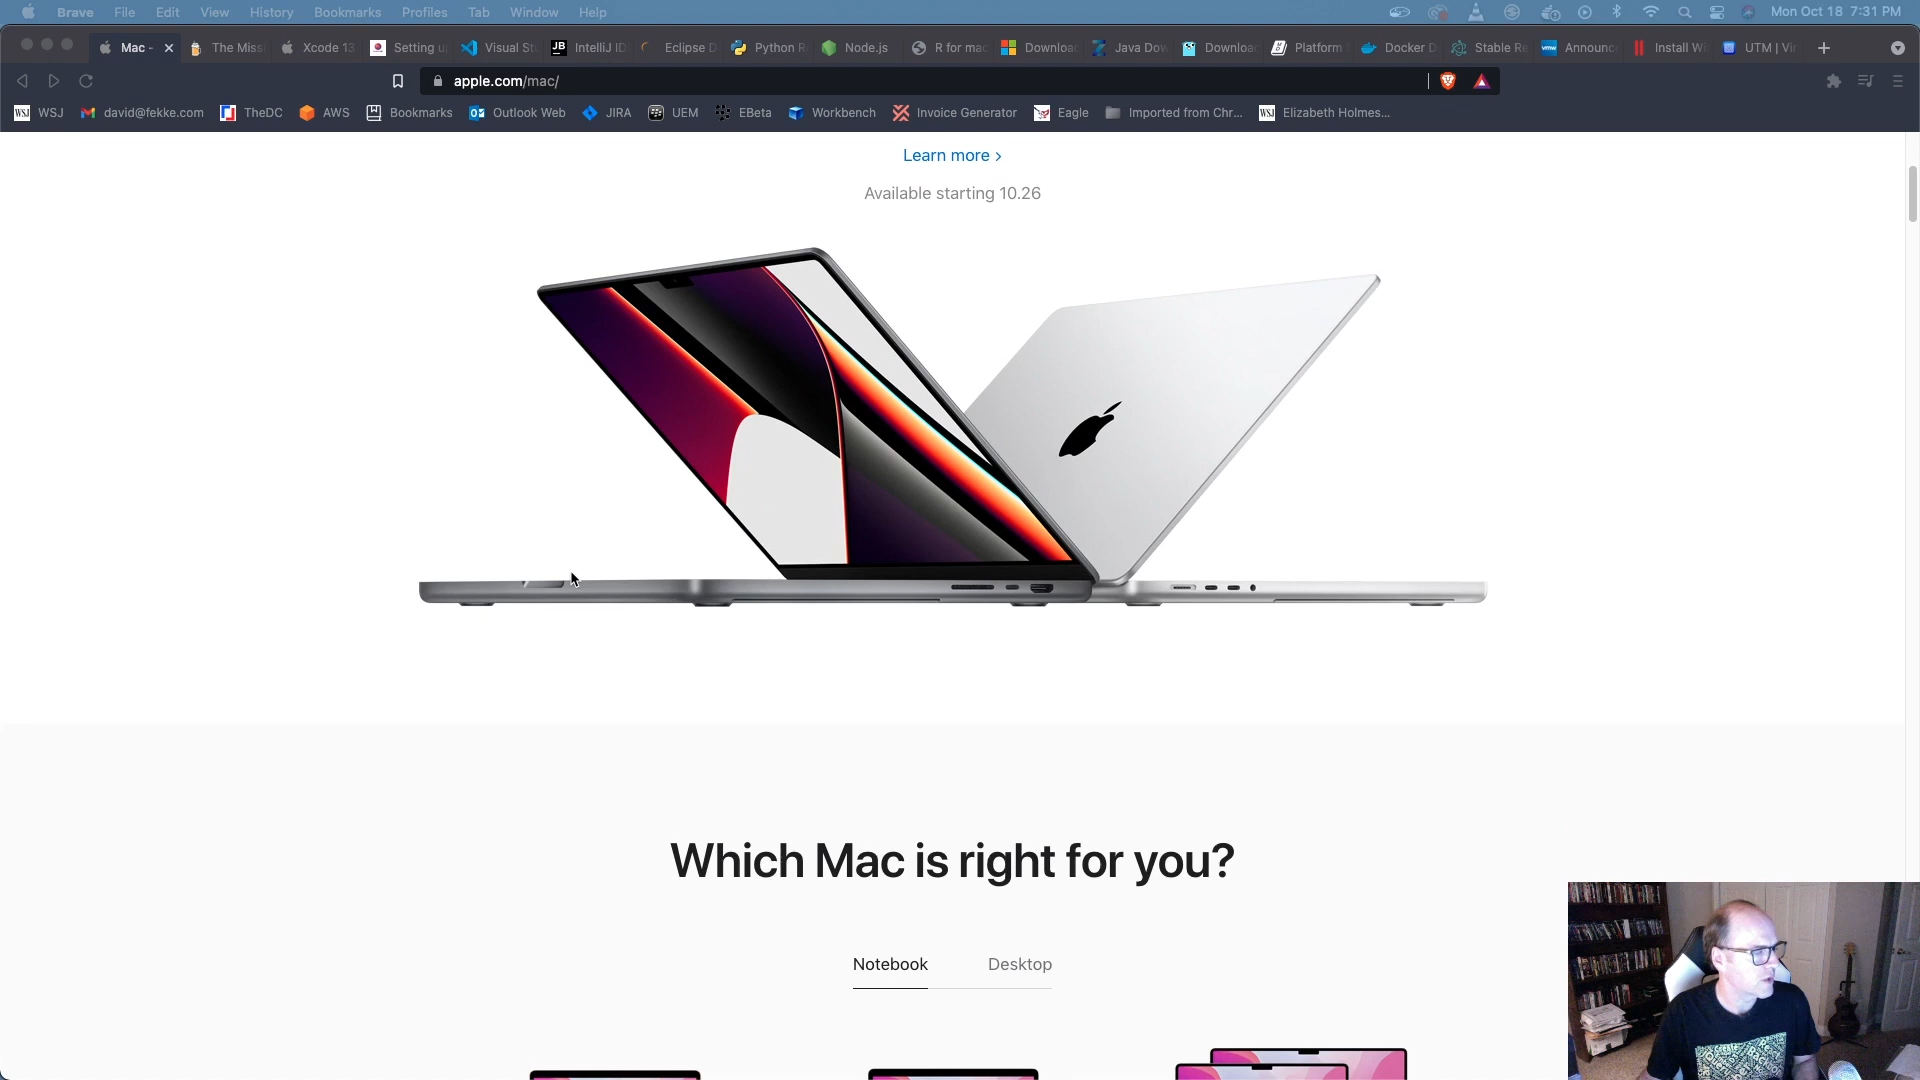 Brave File Edit View History Bookmarks Profiles Tab Window Help Mon Oct 18 7:31 PM
Mac - The Miss Xcode 13 Setting u Visual Stu IntelliJ ID Eclipse D Python R Node.js R for mac Downloa Java Dow Downloa Platform Docker D Stable Re Announc Install Wi UTM | Vir
apple.com/mac/
WSJ david@fekke.com TheDC AWS Bookmarks Outlook Web JIRA UEM EBeta Workbench Invoice Generator Eagle Imported from Chr... WSJ Elizabeth Holmes...
Learn more >
Available starting 10.26
Which Mac is right for you?
Notebook Desktop